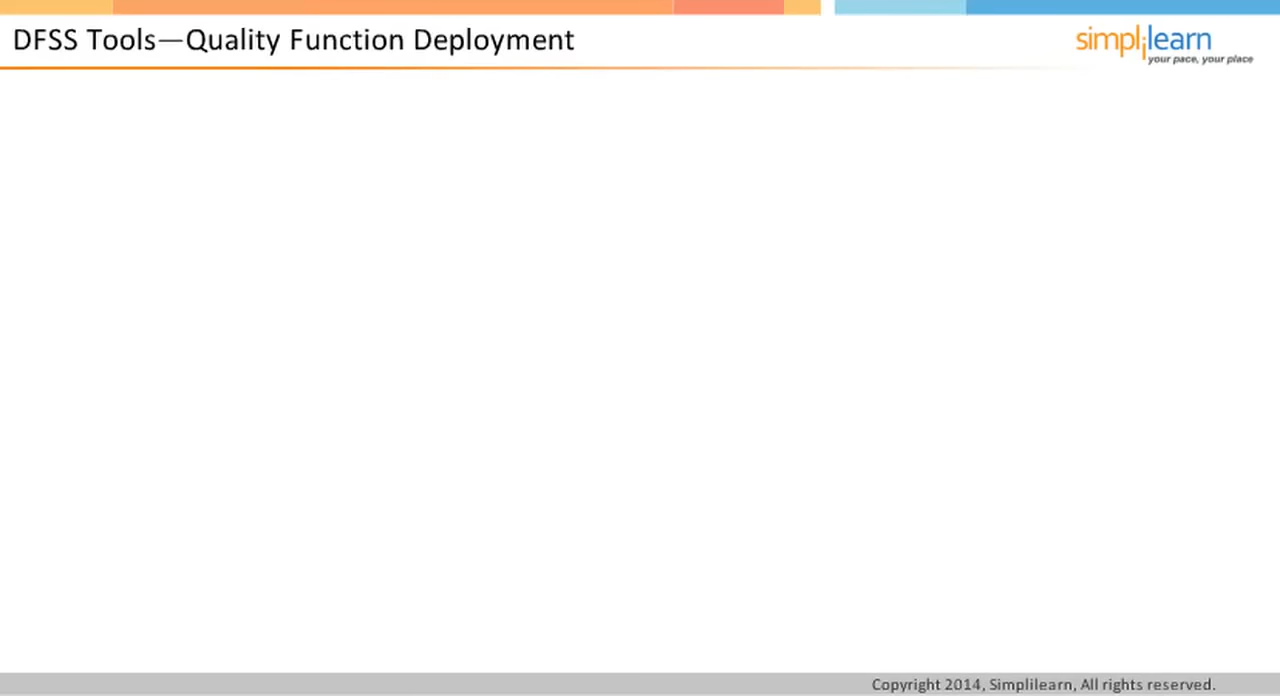 DFSS Tools—Quality Function Deployment
simplilearn
your pace, your place
Copyright 2014, Simplilearn, All rights reserved.